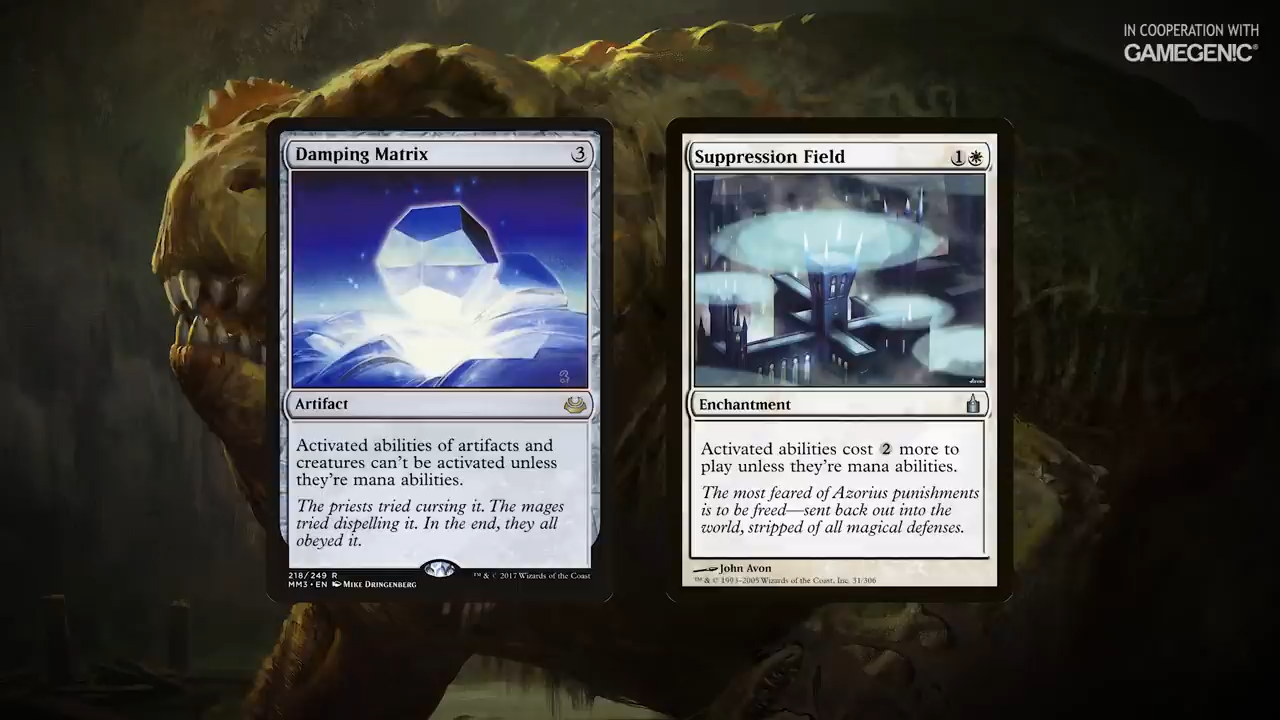 IN COOPERATION WITH
GAMEGEN!C®
Damping Matrix 3
Artifact
Activated abilities of artifacts and
creatures can't be activated unless
they're mana abilities.
The priests tried cursing it. The mages
tried dispelling it. In the end, they all
obeyed it.
218/249 R
MM3 • EN MIKE DRINGENBERG
™ & © 2017 Wizards of the Coast
Suppression Field 1
Enchantment
Activated abilities cost 2 more to
play unless they're mana abilities.
The most feared of Azorius punishments
is to be freed—sent back out into the
world, stripped of all magical defenses.
John Avon
™ & © 1993-2005 Wizards of the Coast, Inc. 31/306